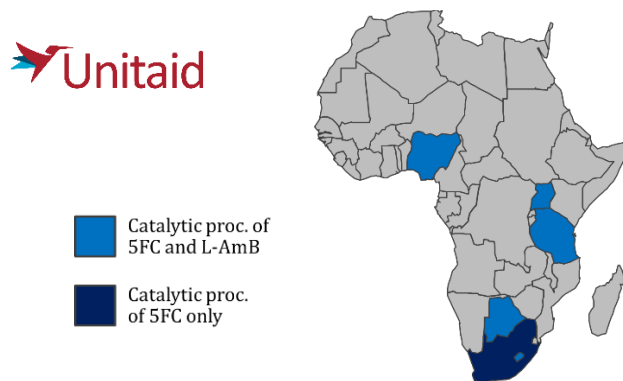 Unitaid
Catalytic proc. of
5FC and L-AmB
Catalytic proc.
of 5FC only